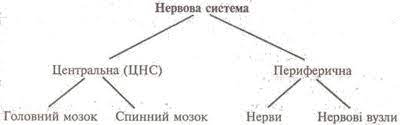 Нервова система
Центральна (ЦНС) Периферична
Головний мозок Спинний мозок Нерви Нервові вузли